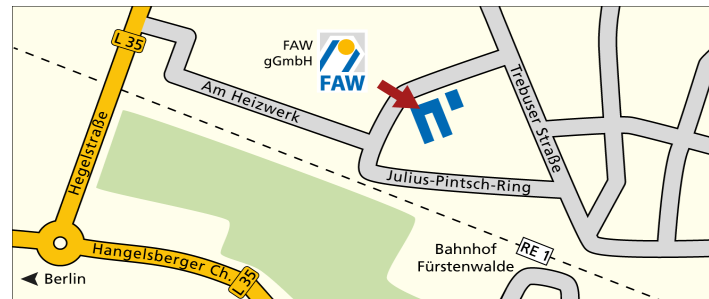 L 35
FAW
gGmbH
FAW
Am Heizwerk
Trebuser Straße
Hegelstraße
Julius-Pintsch-Ring
Hangelsberger Ch.
L35
Bahnhof
Fürstenwalde
RE 1
Berlin